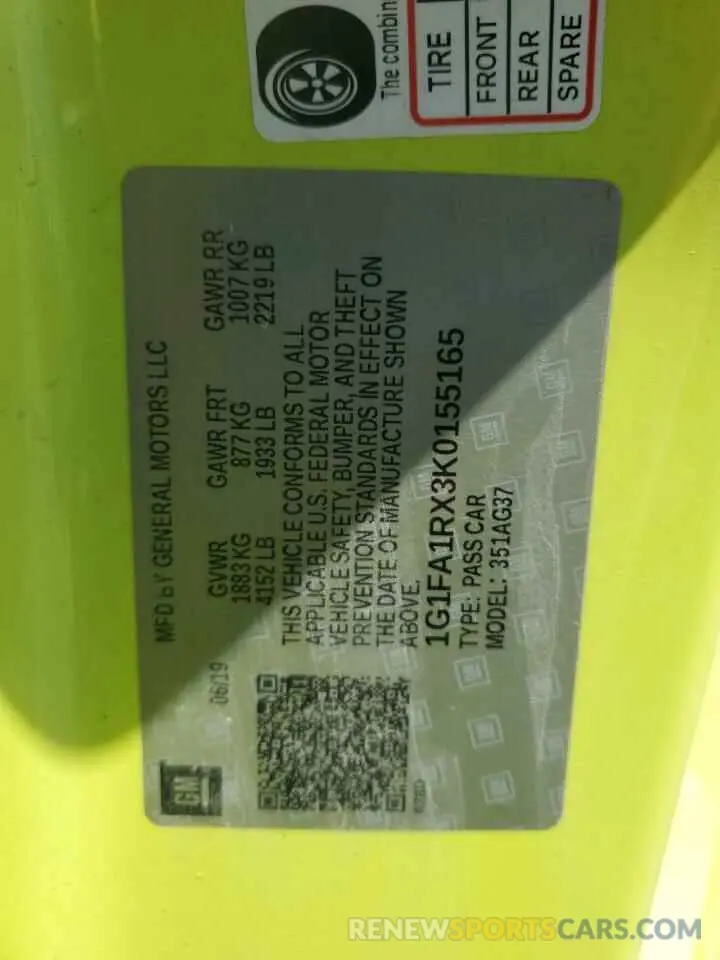 The combin
TIRE
FRONT
REAR
SPARE
MFD bY GENERAL MOTORS LLC
06/19
GVWR GAWR FRT GAWR RR
1883 KG 877 KG 1007 KG
4152 LB 1933 LB 2219 LB
THIS VEHICLE CONFORMS TO ALL
APPLICABLE U.S. FEDERAL MOTOR
VEHICLE SAFETY, BUMPER, AND THEFT
PREVENTION STANDARDS IN EFFECT ON
THE DATE OF MANUFACTURE SHOWN
ABOVE.
1G1FA1RX3K0155165
TYPE: PASS CAR
MODEL: 351AG37
GM
RENEWSPORTSCARS.COM